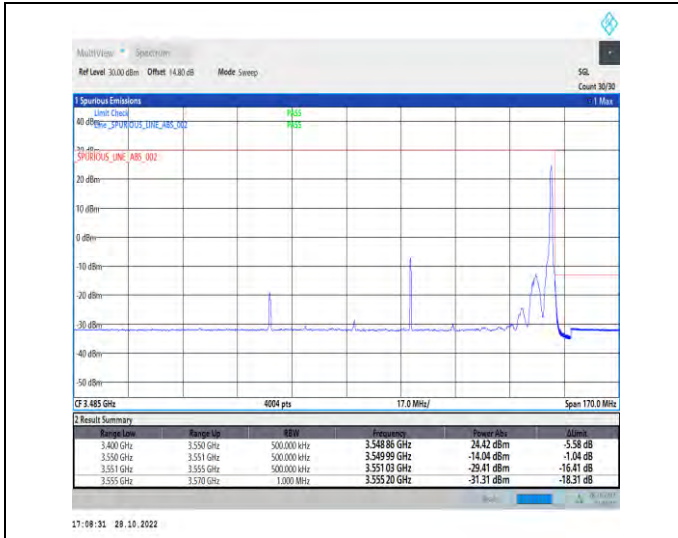 MultiView Spectrum
Ref Level 30.00 dBm Offset 14.80 dB Mode Sweep SGL
Count 30/30
1 Spurious Emissions 1 Max
Limit Check PASS
40 dBm
Line _SPURIOUS_LINE_ABS_002 PASS
30 dBm
_SPURIOUS_LINE_ABS_002
20 dBm
10 dBm
0 dBm
-10 dBm
-20 dBm
-30 dBm
-40 dBm
-50 dBm
CF 3.485 GHz 4004 pts 17.0 MHz/ Span 170.0 MHz
2 Result Summary
Range Low Range Up RBW Frequency Power Abs ΔLimit
3.400 GHz 3.550 GHz 500.000 kHz 3.548 86 GHz 24.42 dBm -5.58 dB
3.550 GHz 3.551 GHz 500.000 kHz 3.549 99 GHz -14.04 dBm -1.04 dB
3.551 GHz 3.555 GHz 500.000 kHz 3.551 03 GHz -29.41 dBm -16.41 dB
3.555 GHz 3.570 GHz 1.000 MHz 3.555 20 GHz -31.31 dBm -18.31 dB
17:08:31 28.10.2022